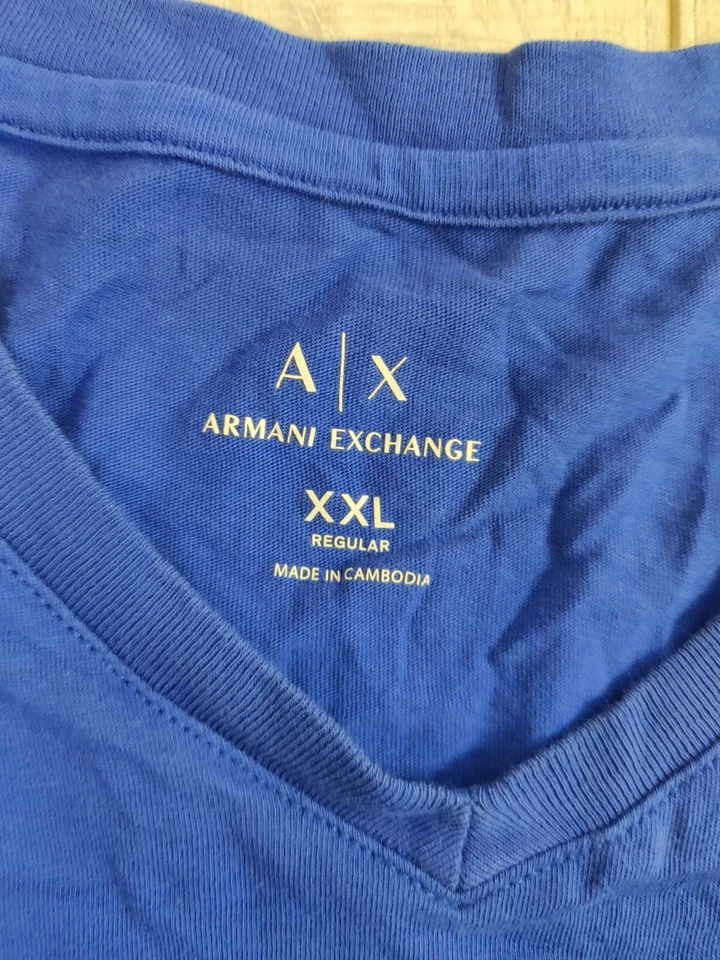 A|X
ARMANI EXCHANGE
XXL
REGULAR
MADE IN CAMBODIA